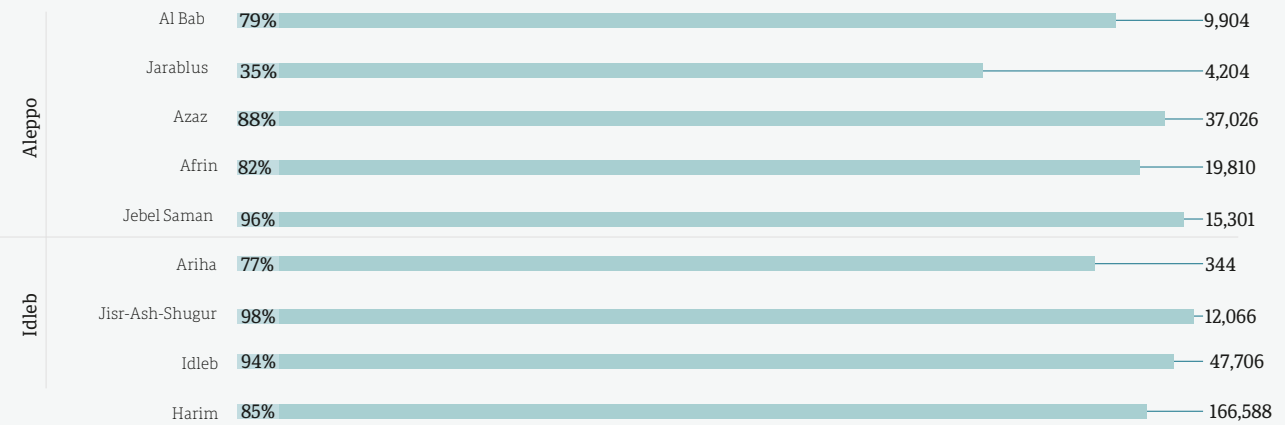 Aleppo
Al Bab 79% 9,904
Jarablus 35% 4,204
Azaz 88% 37,026
Afrin 82% 19,810
Jebel Saman 96% 15,301
Idleb
Ariha 77% 344
Jisr-Ash-Shugur 98% 12,066
Idleb 94% 47,706
Harim 85% 166,588